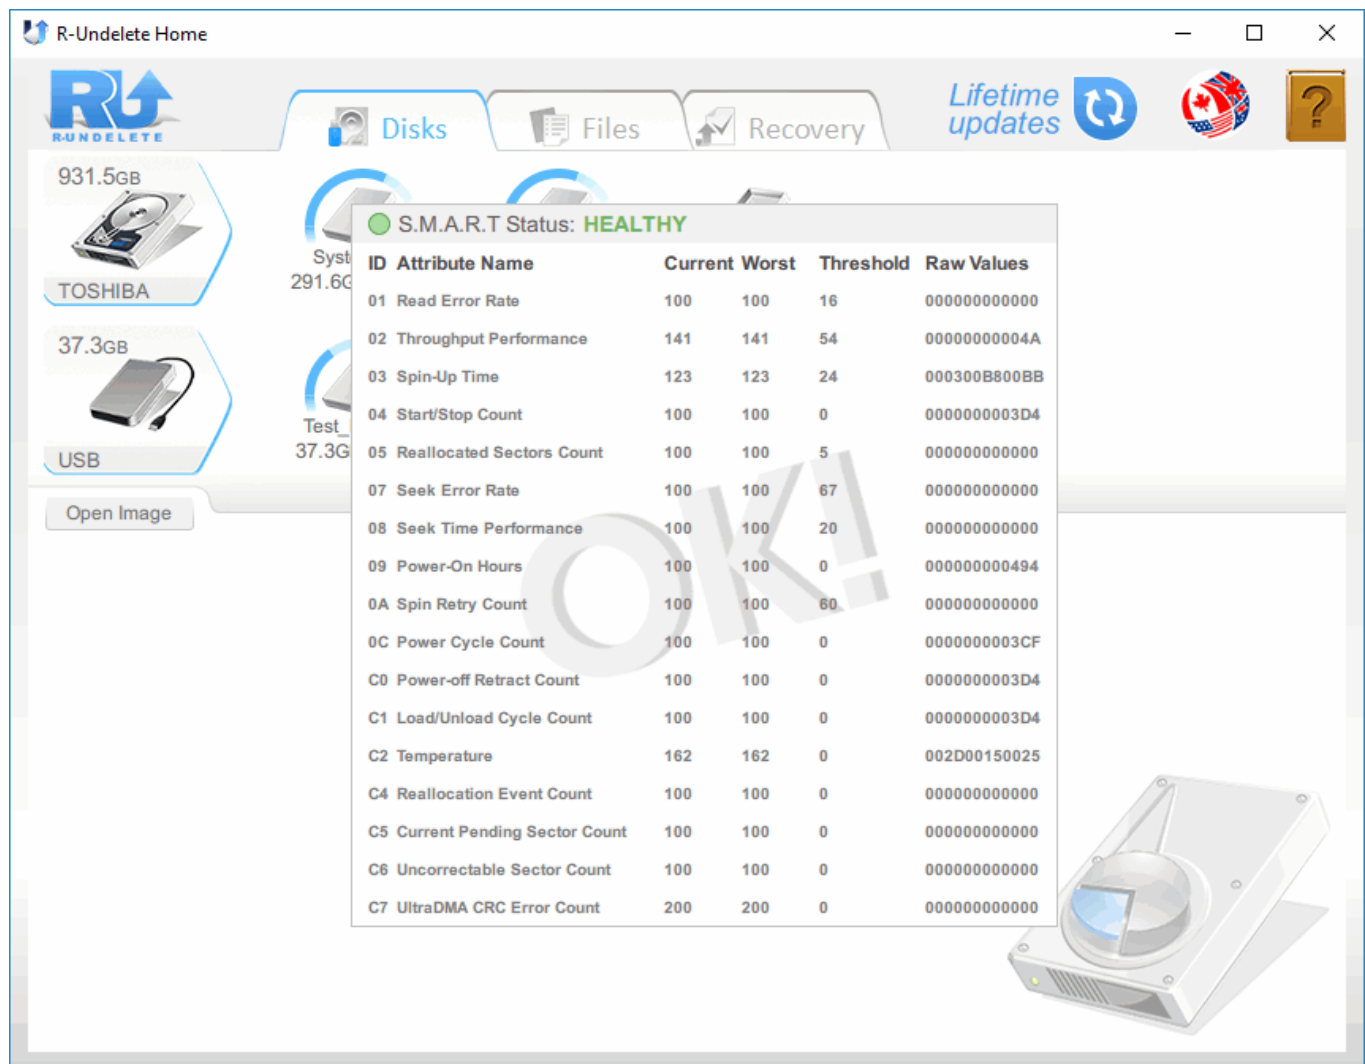 R-Undelete Home
RU
R-UNDELETE
Disks
Files
Recovery
Lifetime
updates
?
931.5GB
TOSHIBA
37.3GB
USB
Open Image
Syst
291.6G
Test_
37.3G
S.M.A.R.T Status: HEALTHY
ID Attribute Name Current Worst Threshold Raw Values
01 Read Error Rate 100 100 16 000000000000
02 Throughput Performance 141 141 54 00000000004A
03 Spin-Up Time 123 123 24 000300B800BB
04 Start/Stop Count 100 100 0 0000000003D4
05 Reallocated Sectors Count 100 100 5 000000000000
07 Seek Error Rate 100 100 67 000000000000
08 Seek Time Performance 100 100 20 000000000000
09 Power-On Hours 100 100 0 000000000494
0A Spin Retry Count 100 100 60 000000000000
0C Power Cycle Count 100 100 0 0000000003CF
C0 Power-off Retract Count 100 100 0 0000000003D4
C1 Load/Unload Cycle Count 100 100 0 0000000003D4
C2 Temperature 162 162 0 002D00150025
C4 Reallocation Event Count 100 100 0 000000000000
C5 Current Pending Sector Count 100 100 0 000000000000
C6 Uncorrectable Sector Count 100 100 0 000000000000
C7 UltraDMA CRC Error Count 200 200 0 000000000000
OK!